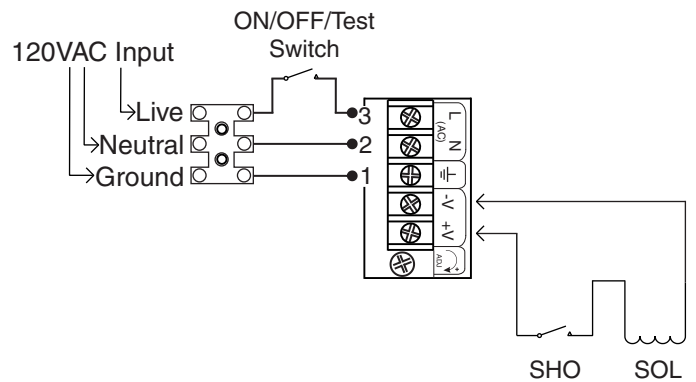 ON/OFF/Test
Switch
120VAC Input
Live
Neutral
Ground
3
2
1
L
N
(AC)
-V
+V
ADJ.
+
SHO
SOL